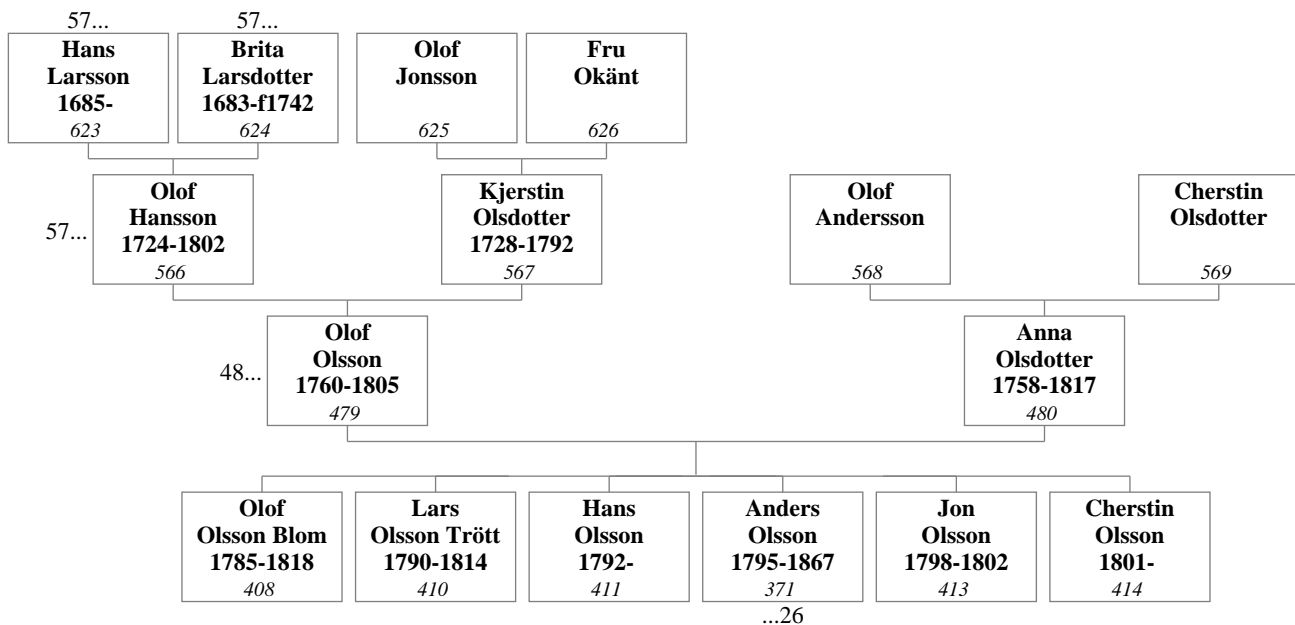 57...
57...
Hans
Larsson
1685-
623
Brita
Larsdotter
1683-f1742
624
Olof
Jonsson
625
Fru
Okänt
626
57...
Olof
Hansson
1724-1802
566
Kjerstin
Olsdotter
1728-1792
567
Olof
Andersson
568
Cherstin
Olsdotter
569
48...
Olof
Olsson
1760-1805
479
Anna
Olsdotter
1758-1817
480
Olof
Olsson Blom
1785-1818
408
Lars
Olsson Trött
1790-1814
410
Hans
Olsson
1792-
411
Anders
Olsson
1795-1867
371
Jon
Olsson
1798-1802
413
Cherstin
Olsson
1801-
414
...26